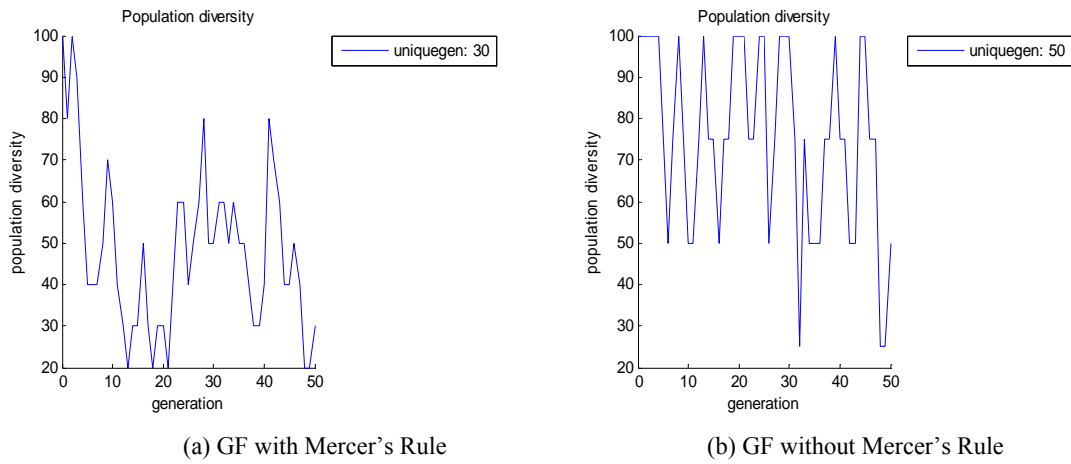 Population diversity
100
90
80
70
60
50
40
30
20
0 10 20 30 40 50
population diversity
generation
uniquegen: 30
(a) GF with Mercer's Rule
Population diversity
100
90
80
70
60
50
40
30
20
0 10 20 30 40 50
population diversity
generation
uniquegen: 50
(b) GF without Mercer's Rule